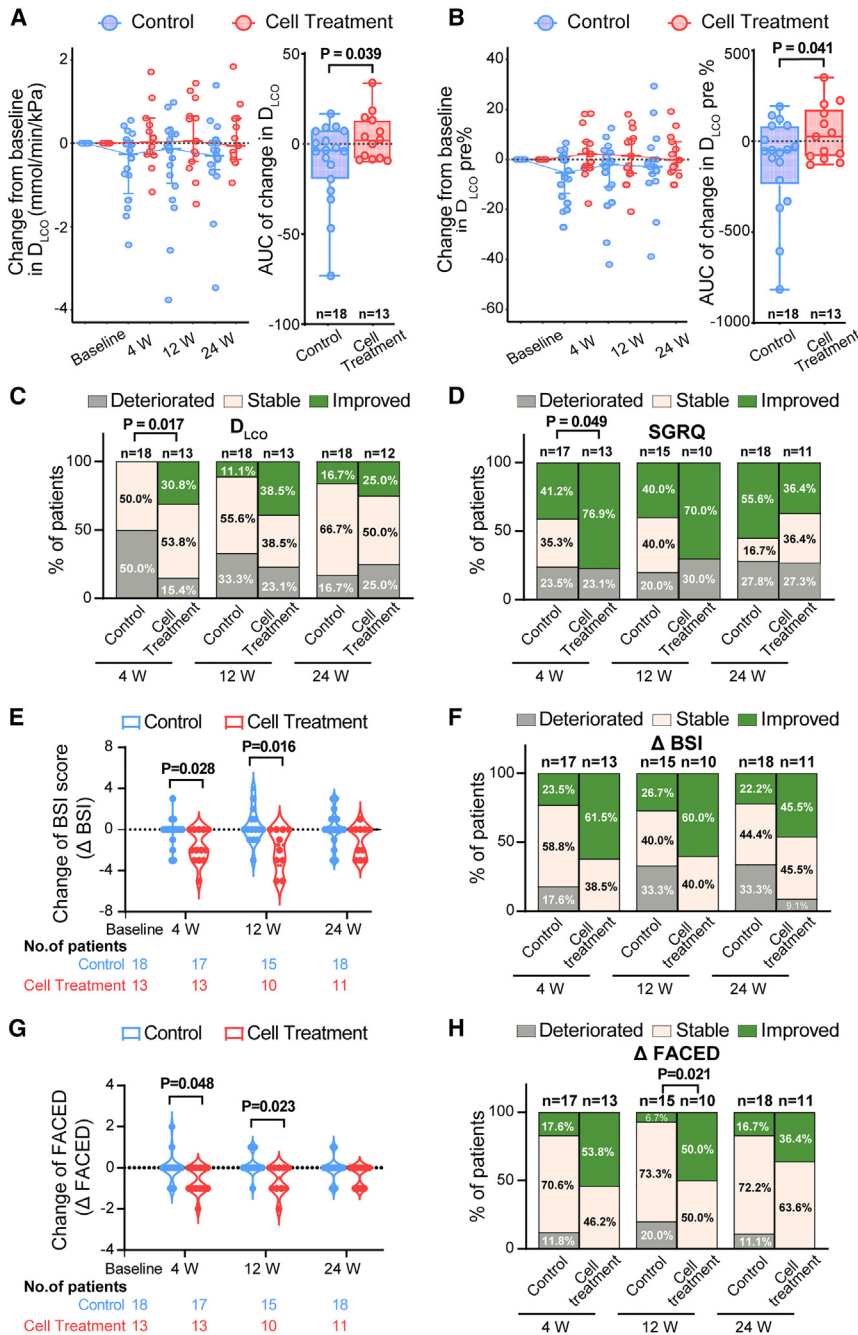 A
Control
Cell Treatment
Change from baseline
in DLCO (mmol/min/kPa)
2
0
-2
-4
Baseline
4 W
12 W
24 W
AUC of change in DLCO
50
0
-50
-100
P = 0.039
n=18
n=13
Control
Cell
Treatment
B
Control
Cell Treatment
Change from baseline
in DLCO pre%
40
20
0
-20
-40
-60
Baseline
4 W
12 W
24 W
AUC of change in DLCO pre %
500
0
-500
-1000
P = 0.041
n=18
n=13
Control
Cell
Treatment
C
Deteriorated
Stable
Improved
P = 0.017
DLCO
n=18 n=13
n=18 n=13
n=18 n=12
% of patients
100
50
0
50.0%
50.0%
30.8%
53.8%
15.4%
11.1%
55.6%
33.3%
38.5%
38.5%
23.1%
16.7%
66.7%
16.7%
25.0%
50.0%
25.0%
Control
Cell
Treatment
Control
Cell
Treatment
Control
Cell
Treatment
4 W
12 W
24 W
D
Deteriorated
Stable
Improved
P = 0.049
SGRQ
n=17 n=13
n=15 n=10
n=18 n=11
% of patients
100
50
0
41.2%
35.3%
23.5%
76.9%
23.1%
40.0%
40.0%
20.0%
70.0%
30.0%
55.6%
16.7%
27.8%
36.4%
36.4%
27.3%
Control
Cell
Treatment
Control
Cell
Treatment
Control
Cell
Treatment
4 W
12 W
24 W
E
Control
Cell Treatment
Change of BSI score
(Δ BSI)
8
4
0
-4
-8
P=0.028
P=0.016
Baseline
4 W
12 W
24 W
No.of patients
Control 18 17 15 18
Cell Treatment 13 13 10 11
F
Deteriorated
Stable
Improved
Δ BSI
n=17 n=13
n=15 n=10
n=18 n=11
% of patients
100
50
0
23.5%
58.8%
17.6%
61.5%
38.5%
26.7%
40.0%
33.3%
60.0%
40.0%
22.2%
44.4%
33.3%
45.5%
45.5%
9.1%
Control
Cell
treatment
Control
Cell
treatment
Control
Cell
treatment
4 W
12 W
24 W
G
Control
Cell Treatment
Change of FACED
(Δ FACED)
4
2
0
-2
-4
P=0.048
P=0.023
Baseline
4 W
12 W
24 W
No.of patients
Control 18 17 15 18
Cell Treatment 13 13 10 11
H
Deteriorated
Stable
Improved
Δ FACED
P=0.021
n=17 n=13
n=15 n=10
n=18 n=11
% of patients
100
50
0
17.6%
70.6%
11.8%
53.8%
46.2%
6.7%
73.3%
20.0%
50.0%
50.0%
16.7%
72.2%
11.1%
36.4%
63.6%
Control
Cell
treatment
Control
Cell
treatment
Control
Cell
treatment
4 W
12 W
24 W